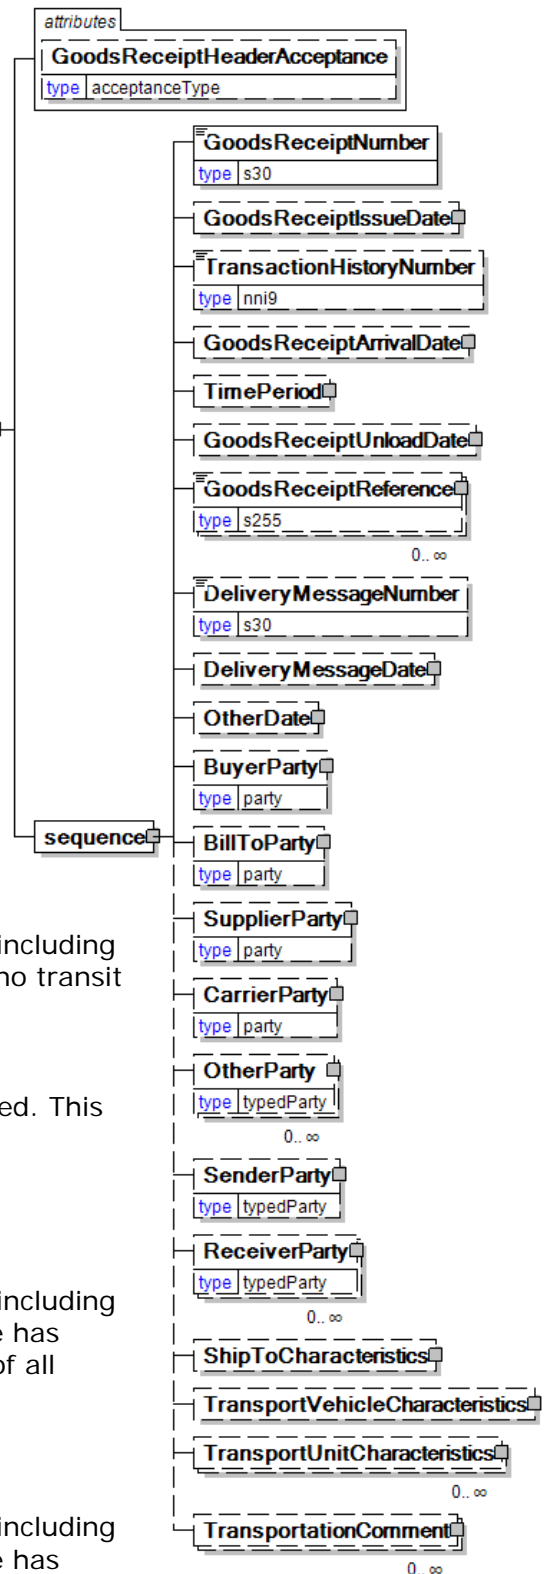 attributes
GoodsReceiptHeaderAcceptance
type acceptanceType
GoodsReceiptNumber
type s30
GoodsReceiptIssueDate
TransactionHistoryNumber
type nni9
GoodsReceiptArrivalDate
TimePeriod
GoodsReceiptUnloadDate
GoodsReceiptReference
type s255
0.. ∞
DeliveryMessageNumber
type s30
DeliveryMessageDate
OtherDate
BuyerParty
type party
sequence
BillToParty
type party
SupplierParty
type party
including
no transit
CarrierParty
type party
OtherParty
type typedParty
0.. ∞
ed. This
SenderParty
type typedParty
ReceiverParty
type typedParty
0.. ∞
including
e has
of all
ShipToCharacteristics
TransportVehicleCharacteristics
TransportUnitCharacteristics
0.. ∞
including
e has
TransportationComment
0.. ∞